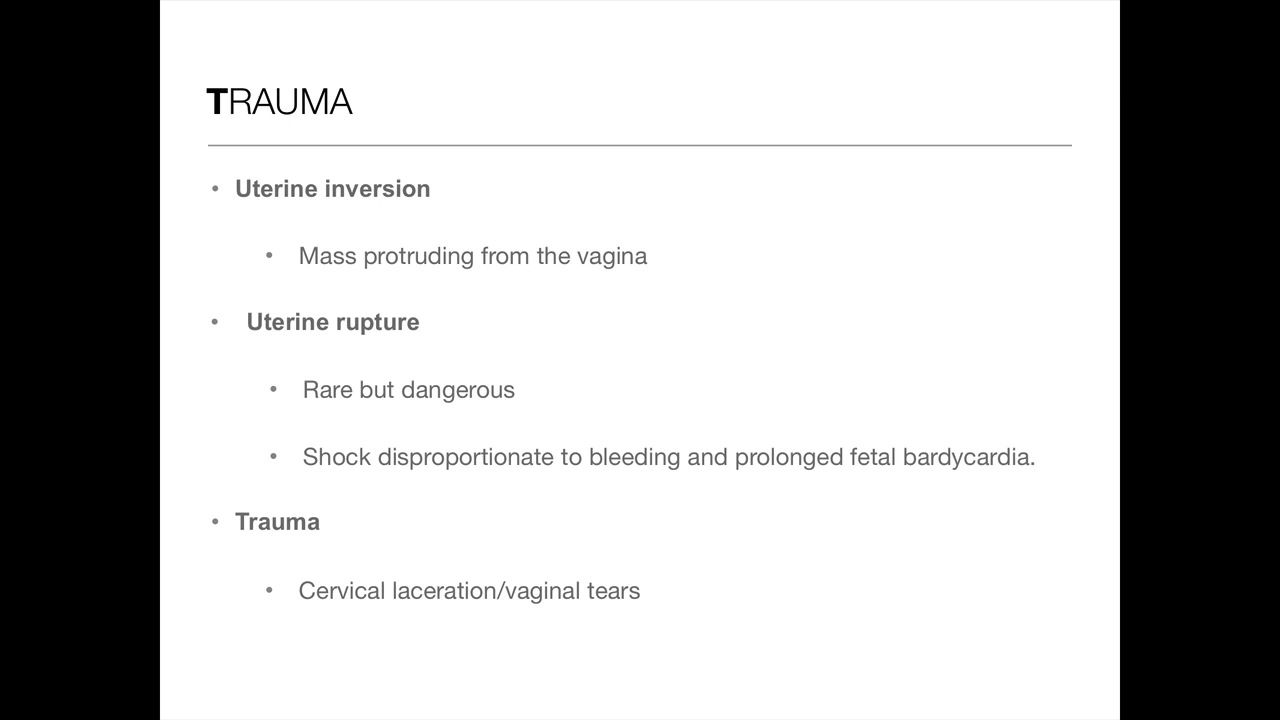 TRAUMA
• Uterine inversion
• Mass protruding from the vagina
• Uterine rupture
• Rare but dangerous
• Shock disproportionate to bleeding and prolonged fetal bardycardia.
• Trauma
• Cervical laceration/vaginal tears